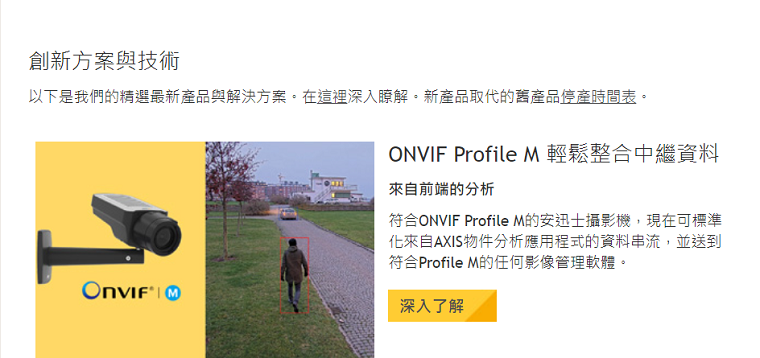 創新方案與技術
以下是我們的精選最新產品與解決方案。在這裡深入瞭解。新產品取代的舊產品停產時間表。
ONVIF Profile M 輕鬆整合中繼資料
來自前端的分析
符合ONVIF Profile M的安迅士攝影機，現在可標準
化來自AXIS物件分析應用程式的資料串流，並送到
符合Profile M的任何影像管理軟體。
深入了解
ONVIF® | M